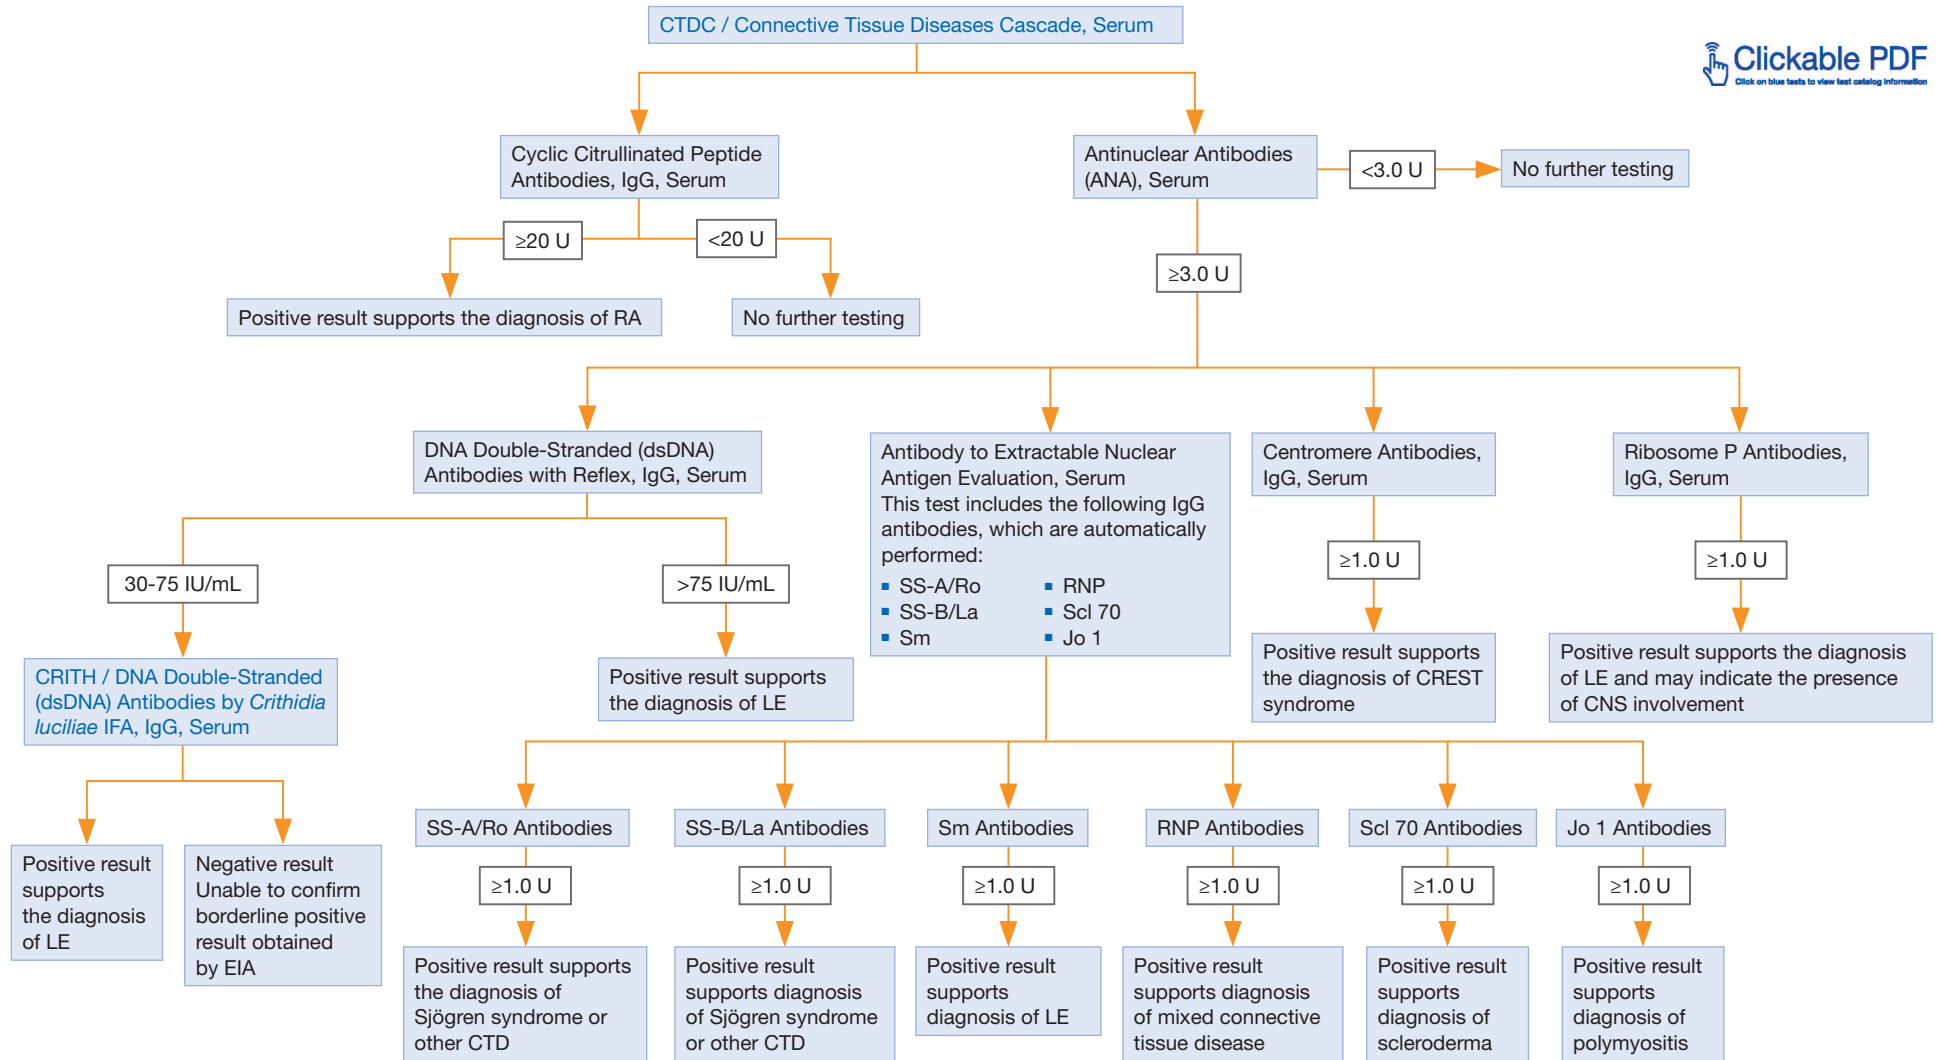 CTDC / Connective Tissue Diseases Cascade, Serum
Clickable PDF
Click on blue tests to view test catalog information
Cyclic Citrullinated Peptide
Antibodies, IgG, Serum
Antinuclear Antibodies
(ANA), Serum
<3.0 U
No further testing
≥20 U
<20 U
≥3.0 U
Positive result supports the diagnosis of RA
No further testing
DNA Double-Stranded (dsDNA)
Antibodies with Reflex, IgG, Serum
Antibody to Extractable Nuclear
Antigen Evaluation, Serum
This test includes the following IgG
antibodies, which are automatically
performed:
▪ SS-A/Ro
▪ SS-B/La
▪ Sm
▪ RNP
▪ Scl 70
▪ Jo 1
Centromere Antibodies,
IgG, Serum
Ribosome P Antibodies,
IgG, Serum
30-75 IU/mL
>75 IU/mL
≥1.0 U
≥1.0 U
CRITH / DNA Double-Stranded
(dsDNA) Antibodies by Crithidia
luciliae IFA, IgG, Serum
Positive result supports
the diagnosis of LE
Positive result supports
the diagnosis of CREST
syndrome
Positive result supports the diagnosis
of LE and may indicate the presence
of CNS involvement
Positive result
supports
the diagnosis
of LE
Negative result
Unable to confirm
borderline positive
result obtained
by EIA
SS-A/Ro Antibodies
SS-B/La Antibodies
Sm Antibodies
RNP Antibodies
Scl 70 Antibodies
Jo 1 Antibodies
≥1.0 U
≥1.0 U
≥1.0 U
≥1.0 U
≥1.0 U
≥1.0 U
Positive result supports
the diagnosis of
Sjögren syndrome or
other CTD
Positive result
supports diagnosis
of Sjögren syndrome
or other CTD
Positive result
supports
diagnosis of LE
Positive result
supports diagnosis
of mixed connective
tissue disease
Positive result
supports
diagnosis of
scleroderma
Positive result
supports
diagnosis of
polymyositis